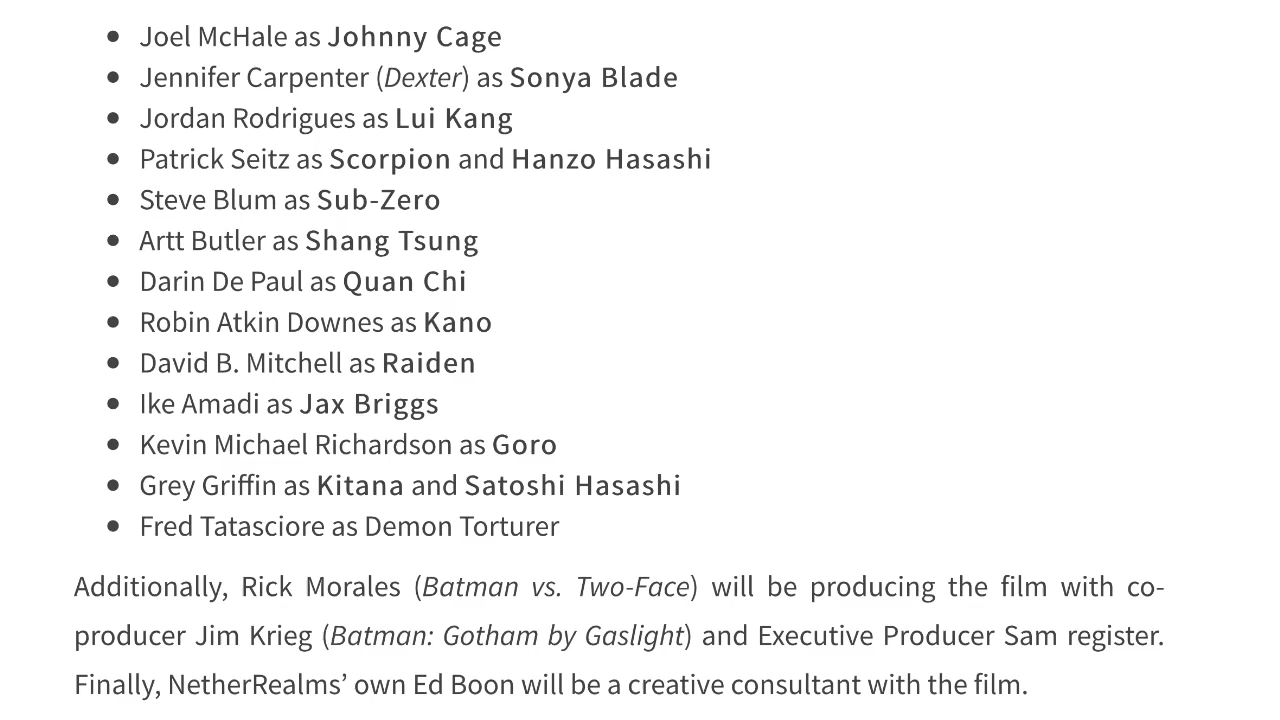 • Joel McHale as Johnny Cage
• Jennifer Carpenter (Dexter) as Sonya Blade
• Jordan Rodrigues as Lui Kang
• Patrick Seitz as Scorpion and Hanzo Hasashi
• Steve Blum as Sub-Zero
• Artt Butler as Shang Tsung
• Darin De Paul as Quan Chi
• Robin Atkin Downes as Kano
• David B. Mitchell as Raiden
• Ike Amadi as Jax Briggs
• Kevin Michael Richardson as Goro
• Grey Griffin as Kitana and Satoshi Hasashi
• Fred Tatasciore as Demon Torturer
Additionally, Rick Morales (Batman vs. Two-Face) will be producing the film with co-
producer Jim Krieg (Batman: Gotham by Gaslight) and Executive Producer Sam register.
Finally, NetherRealms’ own Ed Boon will be a creative consultant with the film.